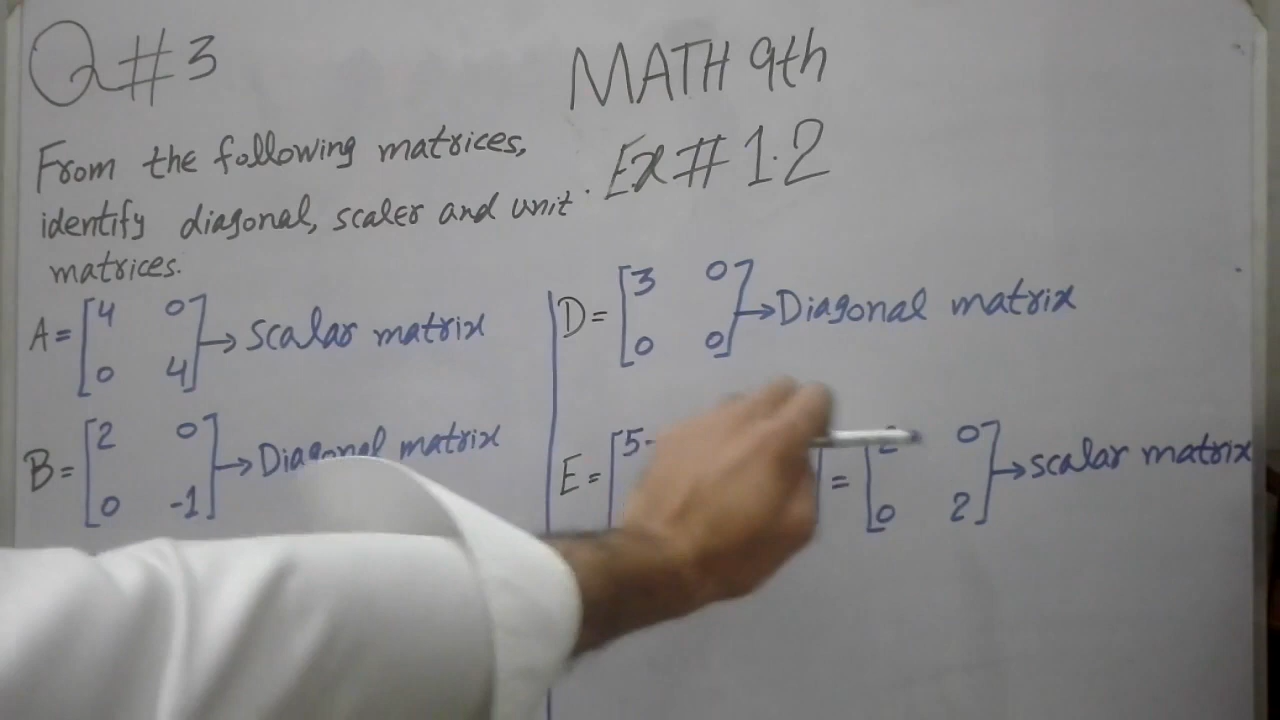 Q#3
MATH 9th
Ex# 1.2
From the following matrices,
identify diagonal, scaler and unit
matrices.
A = [4 0
0 4] → Scalar matrix
B = [2 0
0 -1] → Diagonal matrix
D = [3 0
0 0] → Diagonal matrix
E = [5-
] = [2 0
0 2] → scalar matrix